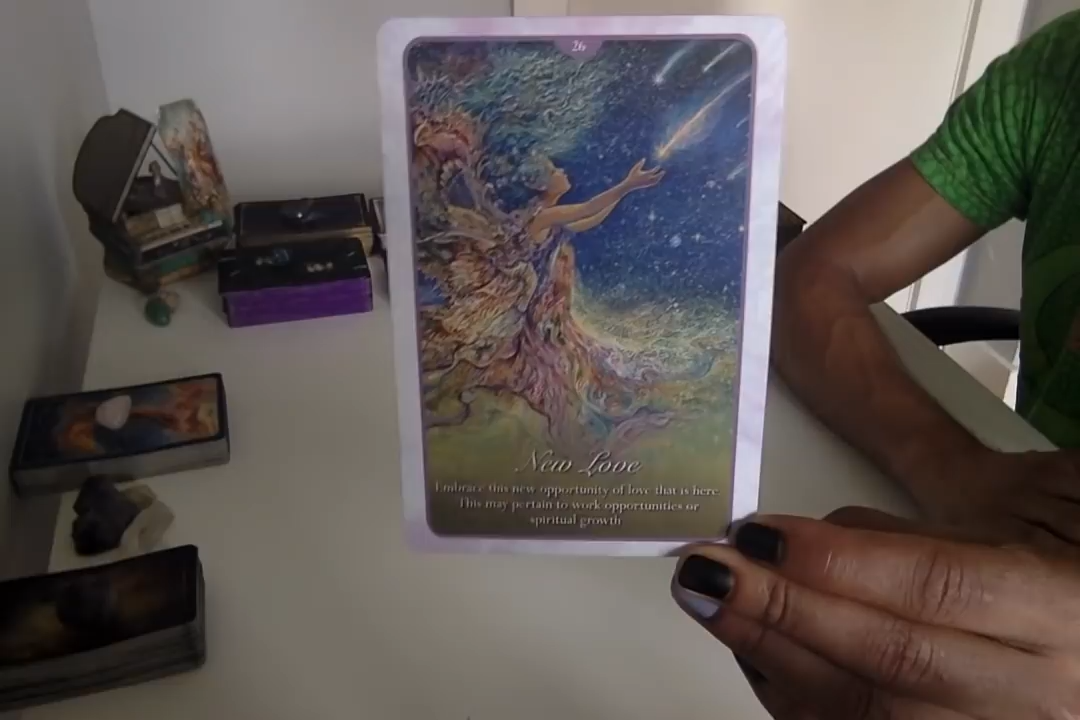 26
New Love
Embrace this new opportunity of love that is here.
This may pertain to work opportunities or
spiritual growth